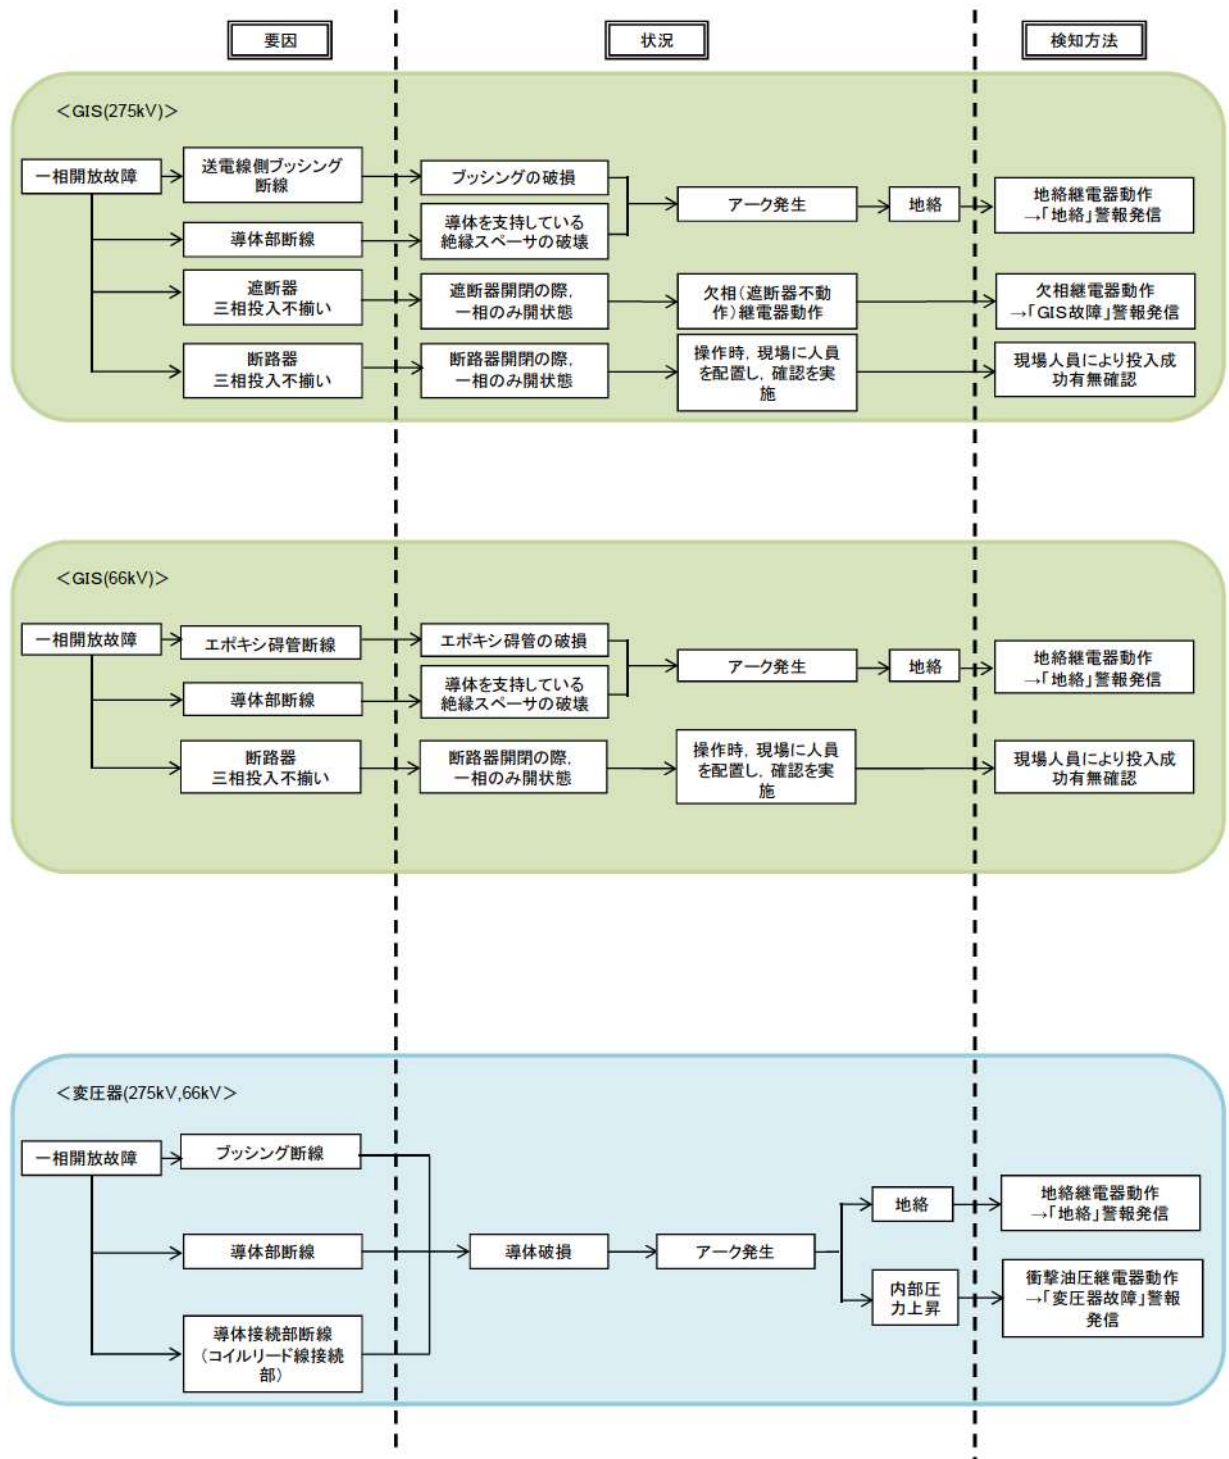 要因
状況
検知方法
＜GIS(275kV)＞
一相開放故障
送電線側ブッシング
断線
ブッシングの破損
アーク発生
地絡
地絡継電器動作
→「地絡」警報発信
導体部断線
導体を支持している
絶縁スペーサの破壊
遮断器
三相投入不揃い
遮断器開閉の際，
一相のみ開状態
欠相（遮断器不動
作）継電器動作
欠相継電器動作
→「GIS故障」警報発信
断路器
三相投入不揃い
断路器開閉の際，
一相のみ開状態
操作時，現場に人員
を配置し，確認を実
施
現場人員により投入成
功有無確認
＜GIS(66kV)＞
一相開放故障
エポキシ碍管断線
エポキシ碍管の破損
アーク発生
地絡
地絡継電器動作
→「地絡」警報発信
導体部断線
導体を支持している
絶縁スペーサの破壊
断路器
三相投入不揃い
断路器開閉の際，
一相のみ開状態
操作時，現場に人員
を配置し，確認を実
施
現場人員により投入成
功有無確認
＜変圧器(275kV,66kV＞
一相開放故障
ブッシング断線
導体部断線
導体接続部断線
（コイルリード線接続
部）
導体破損
アーク発生
地絡
地絡継電器動作
→「地絡」警報発信
内部圧
力上昇
衝撃油圧継電器動作
→「変圧器故障」警報
発信